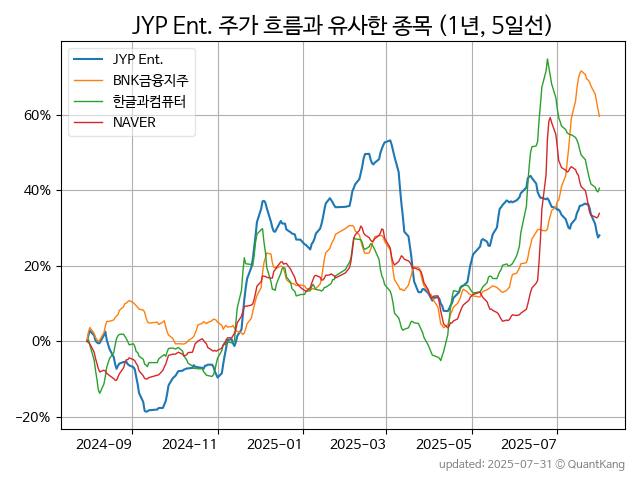 JYP Ent. 주가 흐름과 유사한 종목 (1년, 5일선)
JYP Ent.
BNK금융지주
한글과컴퓨터
NAVER
60%
40%
20%
0%
−20%
2024-09 2024-11 2025-01 2025-03 2025-05 2025-07
updated: 2025-07-31 © QuantKang